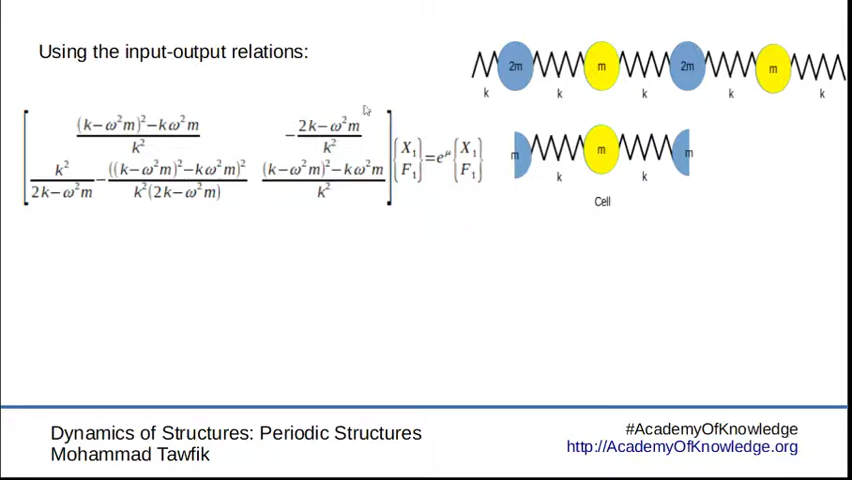 Using the input-output relations:
2m m 2m m
k k k k k
[ ((k−ω²m)²−kω²m)/k² −(2k−ω²m)/k² ; k²/(2k−ω²m) − ((k−ω²m)²−kω²m)²/(k²(2k−ω²m)) ((k−ω²m)²−kω²m)/k² ] {X₁ F₁} = e^μ {X₁ F₁}
m m m
k k
Cell
Dynamics of Structures: Periodic Structures
Mohammad Tawfik
#AcademyOfKnowledge
http://AcademyOfKnowledge.org